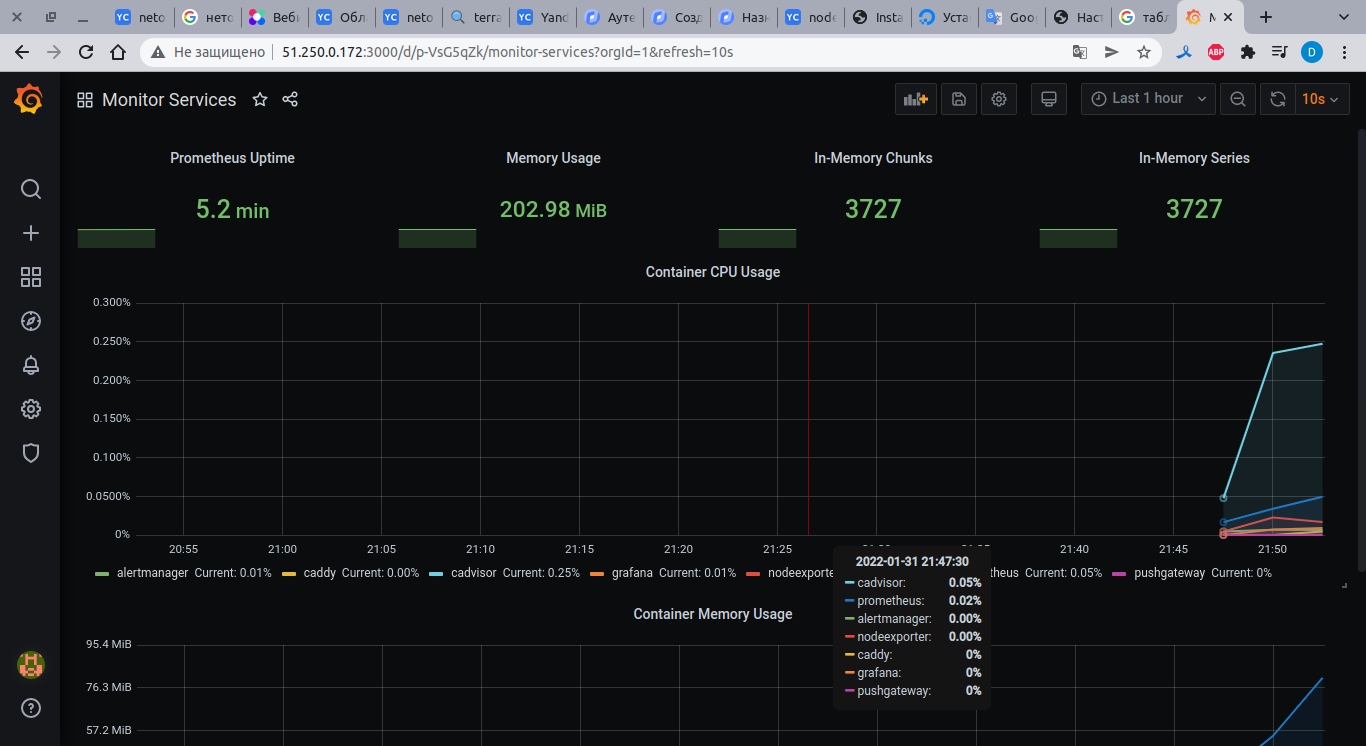 neto
нето
Веб
YC Обл
YC neto
terra
YC Yand
Ауте
Созд
Назн
YC node
Insta
Уста
Goog
Наст
табл
Не защищено 51.250.0.172:3000/d/p-VsG5qZk/monitor-services?orgId=1&refresh=10s
ABP
D
Monitor Services
Last 1 hour
10s
Prometheus Uptime
Memory Usage
In-Memory Chunks
In-Memory Series
5.2 min
202.98 MiB
3727
3727
Container CPU Usage
0.300%
0.250%
0.200%
0.150%
0.100%
0.0500%
0%
20:55 21:00 21:05 21:10 21:15 21:20 21:25 21:40 21:45 21:50
alertmanager Current: 0.01% caddy Current: 0.00% cadvisor Current: 0.25% grafana Current: 0.01% nodeexporte theus Current: 0.05% pushgateway Current: 0%
2022-01-31 21:47:30
cadvisor: 0.05%
prometheus: 0.02%
alertmanager: 0.00%
nodeexporter: 0.00%
caddy: 0%
grafana: 0%
pushgateway: 0%
Container Memory Usage
95.4 MiB
76.3 MiB
57.2 MiB